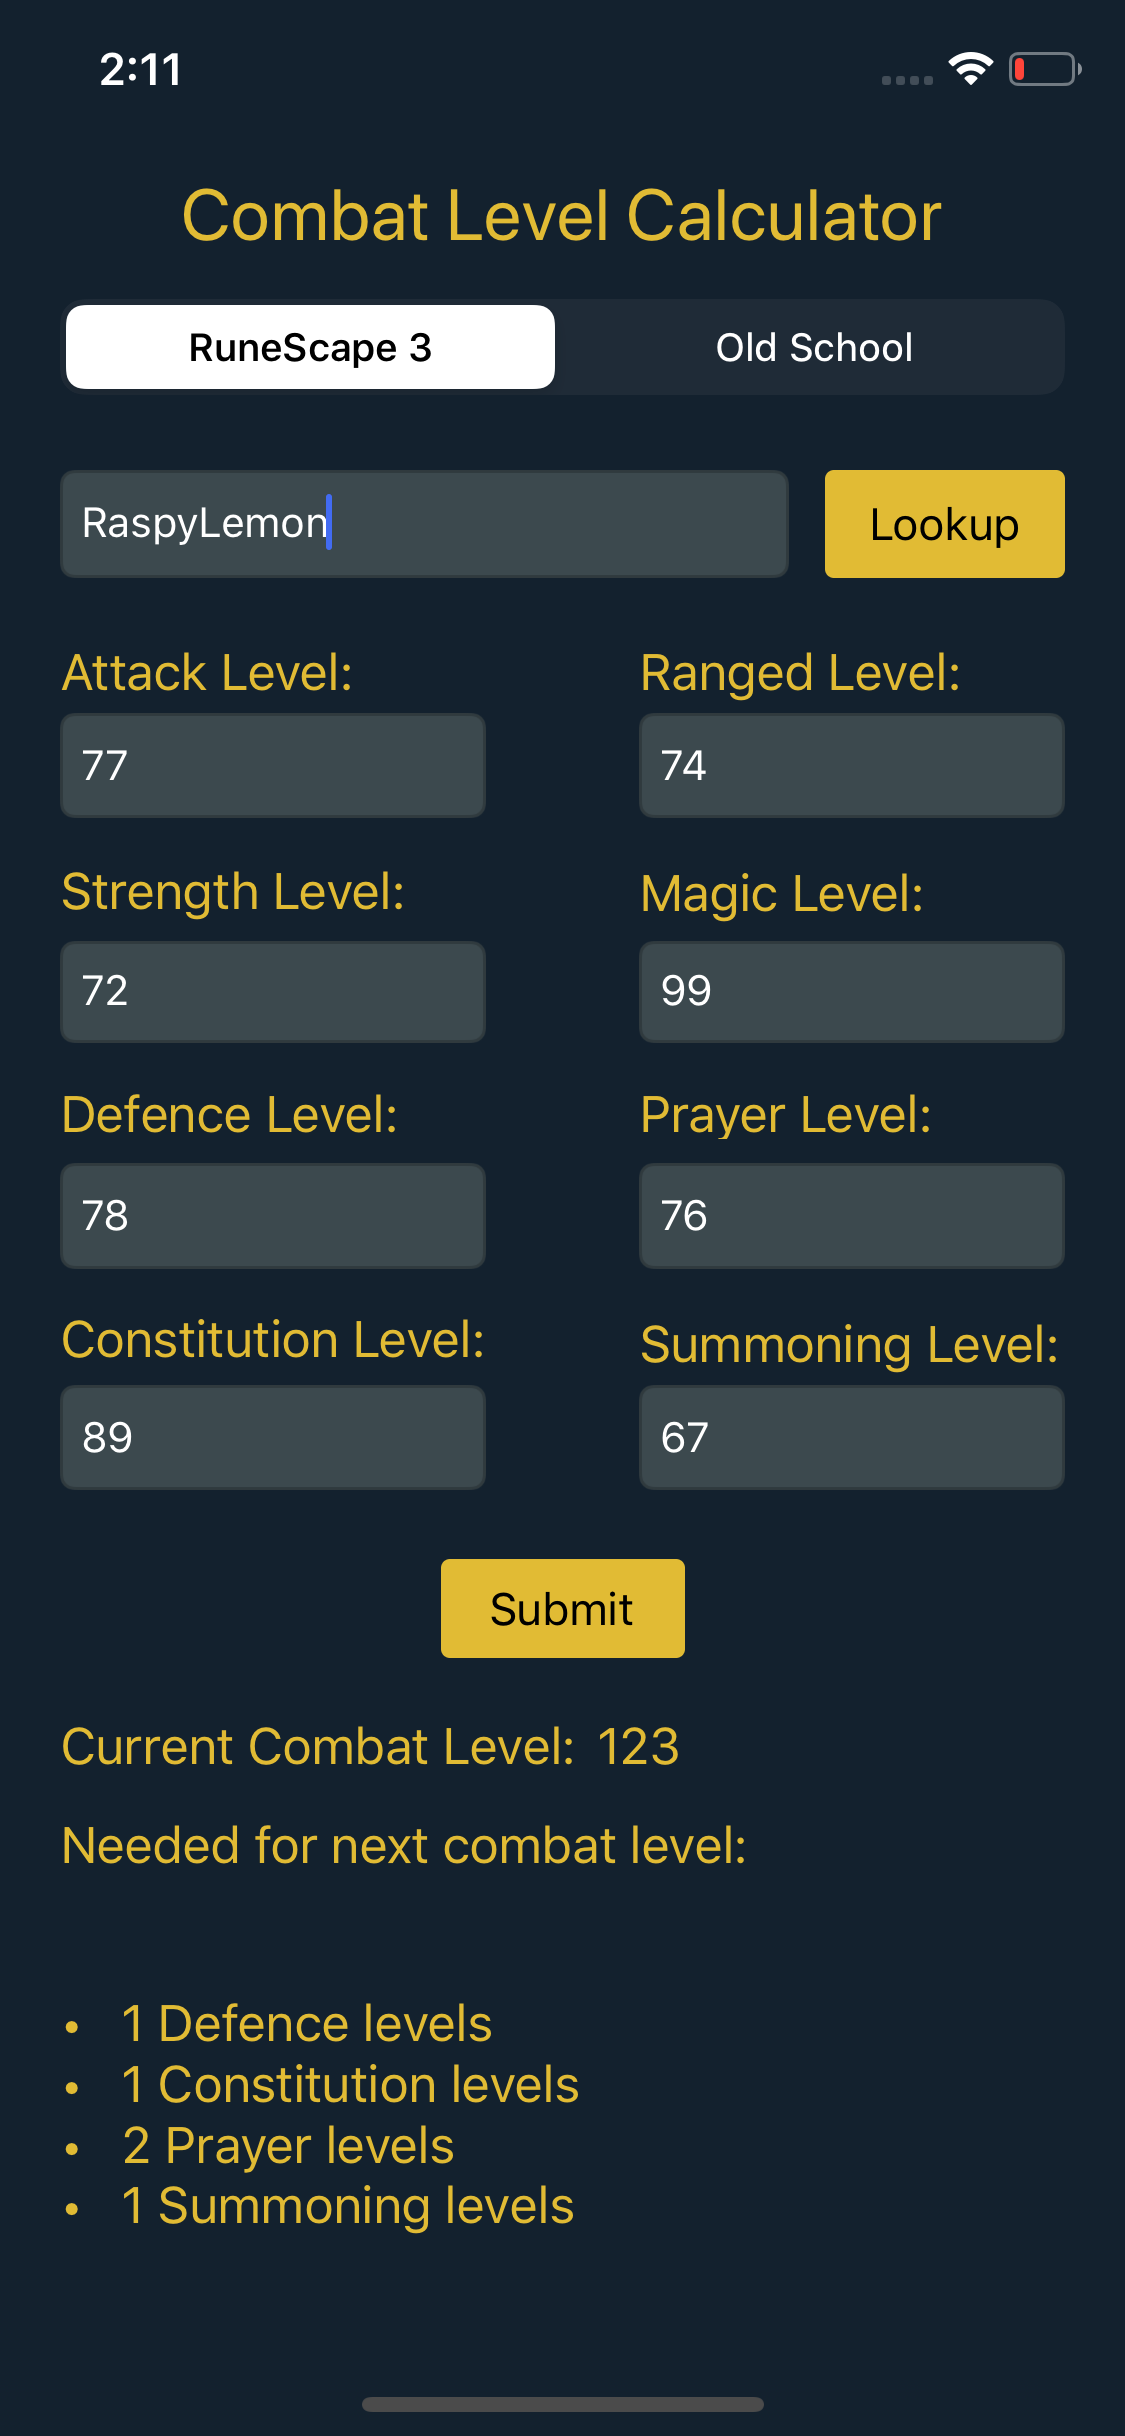 2:11
Combat Level Calculator
RuneScape 3 Old School
RaspyLemon Lookup
Attack Level: Ranged Level:
77 74
Strength Level: Magic Level:
72 99
Defence Level: Prayer Level:
78 76
Constitution Level: Summoning Level:
89 67
Submit
Current Combat Level: 123
Needed for next combat level:
• 1 Defence levels
• 1 Constitution levels
• 2 Prayer levels
• 1 Summoning levels